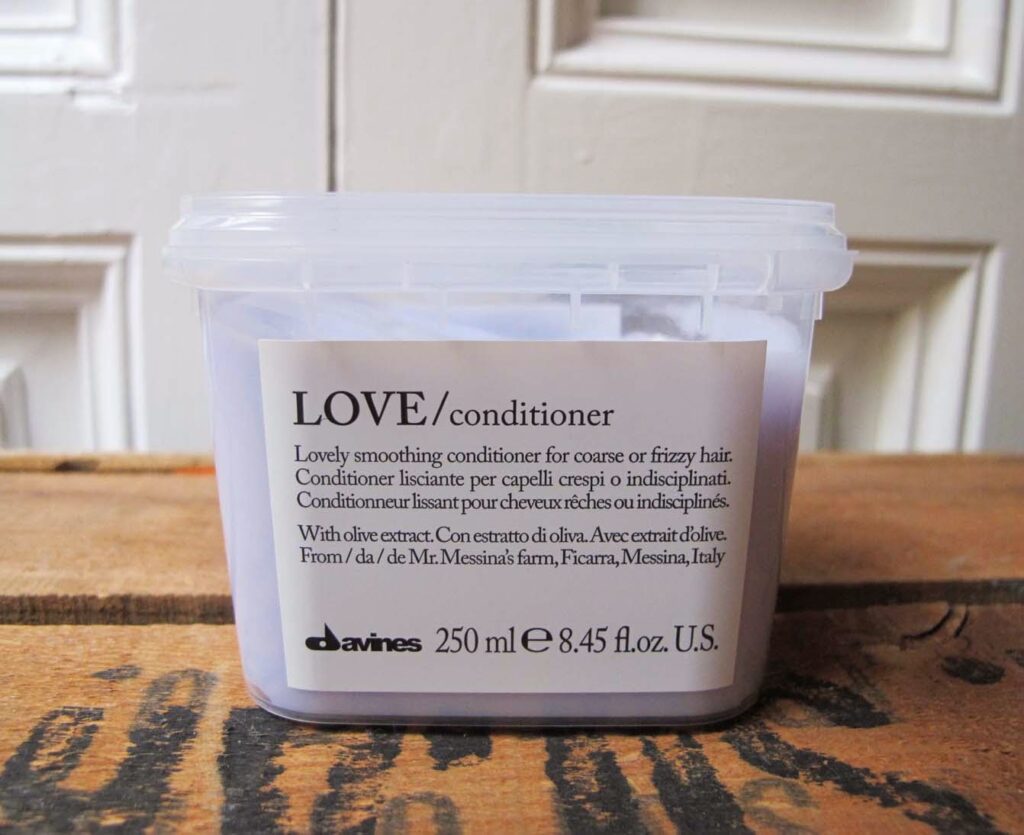 LOVE/conditioner
Lovely smoothing conditioner for coarse or frizzy hair.
Conditioner lisciante per capelli crespi o indisciplinati.
Conditionneur lissant pour cheveux rêches ou indisciplinés.
With olive extract. Con estratto di oliva. Avec extrait d'olive.
From / da / de Mr. Messina's farm, Ficarra, Messina, Italy
davines 250 ml ℮ 8.45 fl.oz. U.S.